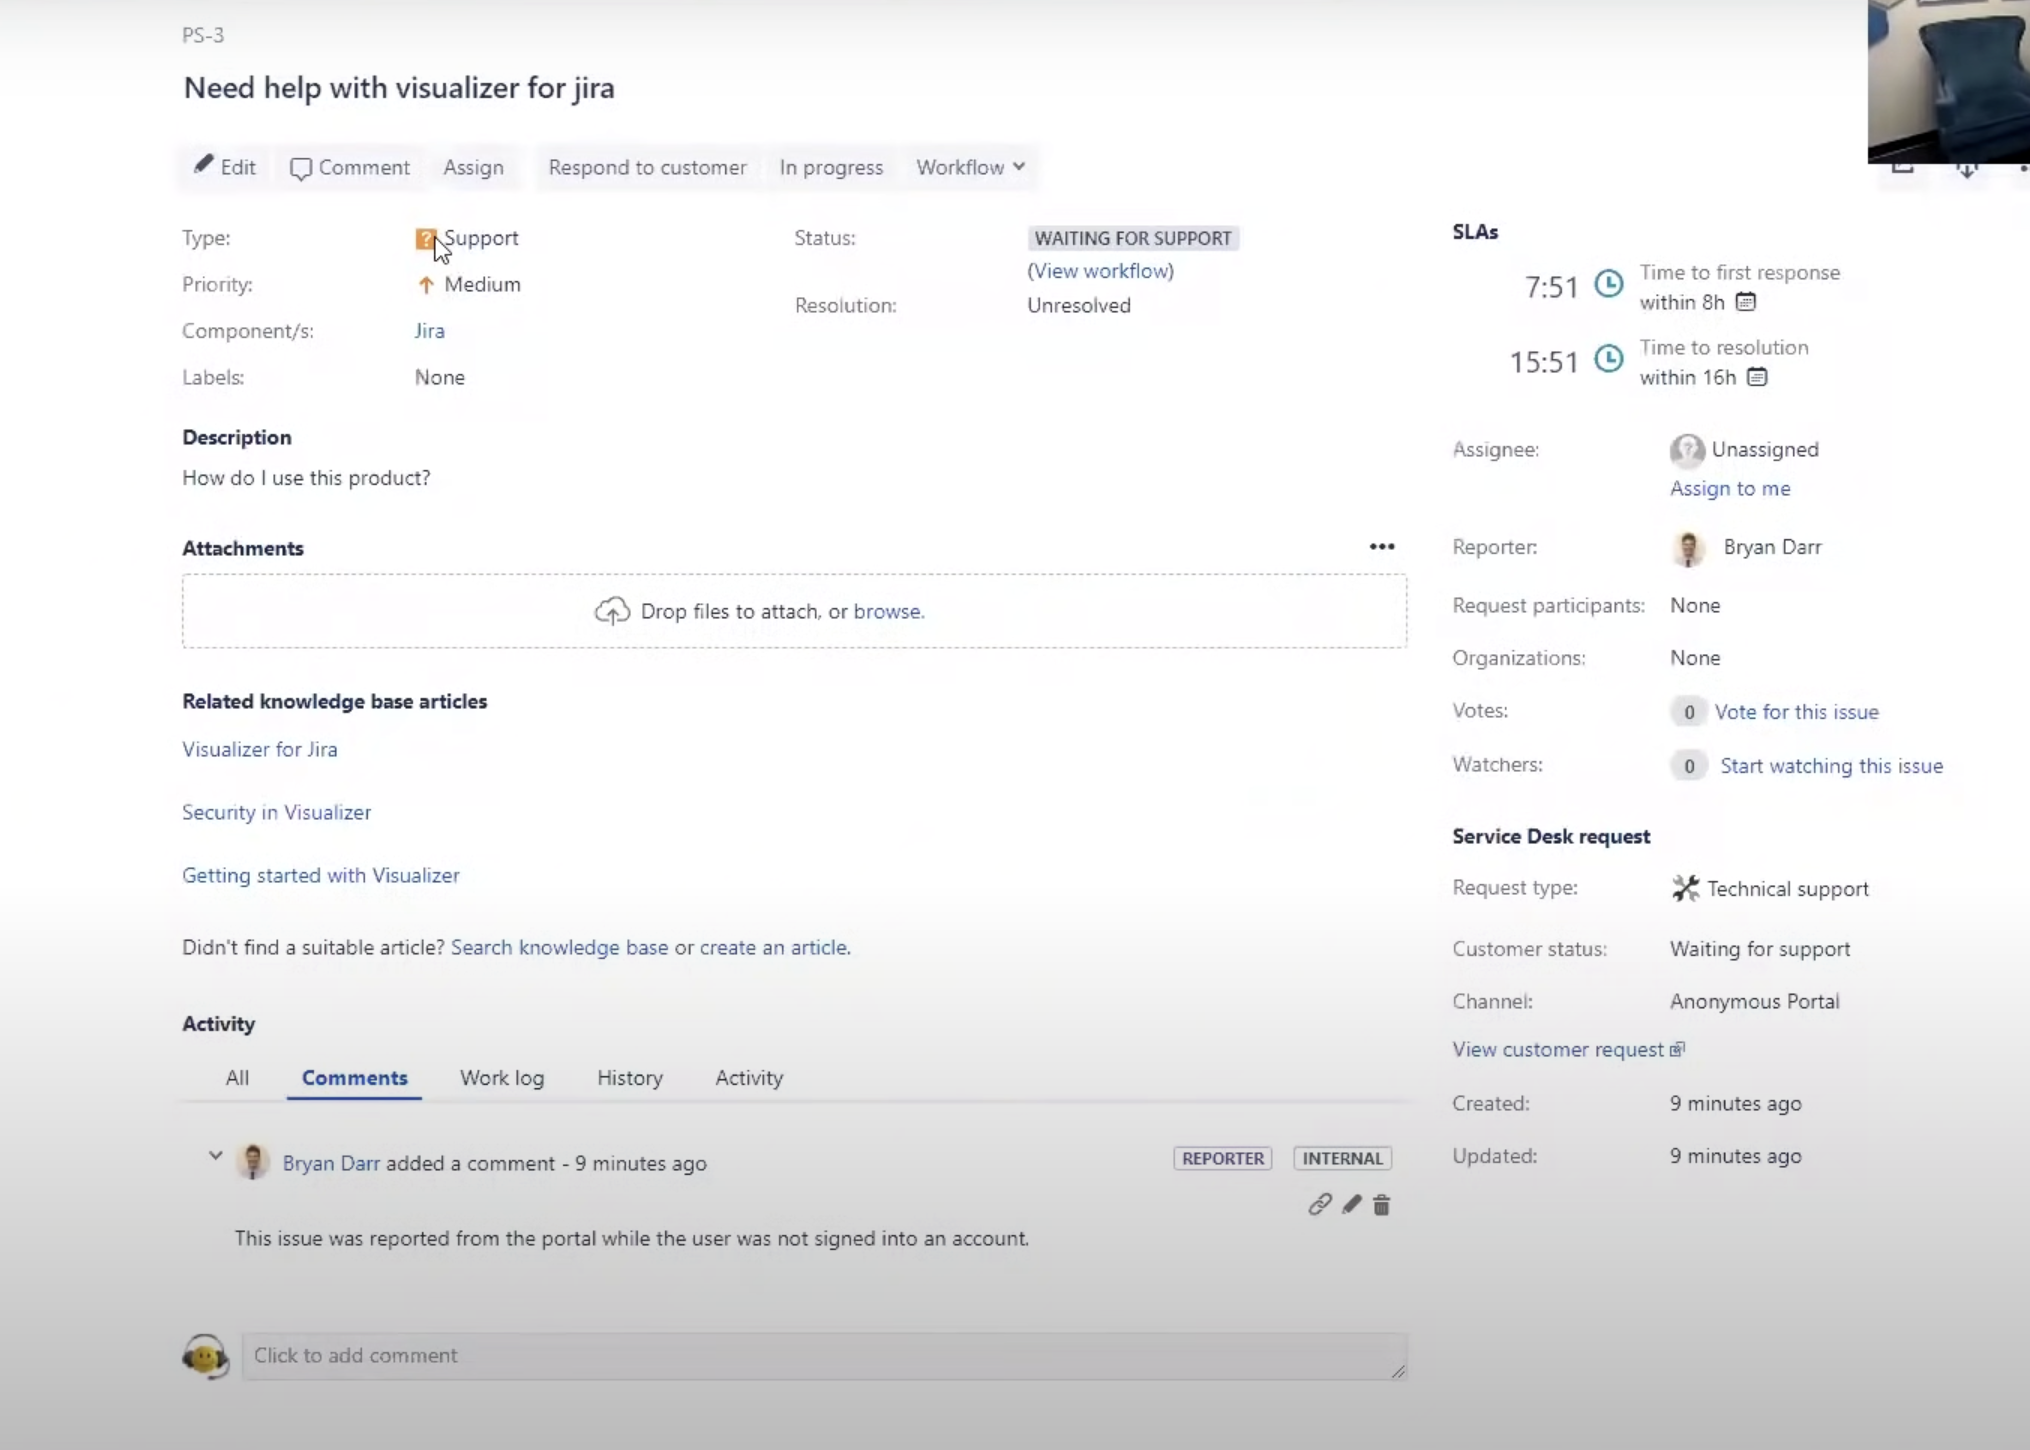 PS-3
Need help with visualizer for jira
Edit
Comment
Assign
Respond to customer
In progress
Workflow
Type:
Support
Priority:
Medium
Component/s:
Jira
Labels:
None
Status:
WAITING FOR SUPPORT
(View workflow)
Resolution:
Unresolved
Description
How do I use this product?
Attachments
Drop files to attach, or browse.
Related knowledge base articles
Visualizer for Jira
Security in Visualizer
Getting started with Visualizer
Didn't find a suitable article? Search knowledge base or create an article.
Activity
All
Comments
Work log
History
Activity
Bryan Darr added a comment - 9 minutes ago
REPORTER
INTERNAL
This issue was reported from the portal while the user was not signed into an account.
Click to add comment
SLAs
7:51
Time to first response
within 8h
15:51
Time to resolution
within 16h
Assignee:
Unassigned
Assign to me
Reporter:
Bryan Darr
Request participants:
None
Organizations:
None
Votes:
0 Vote for this issue
Watchers:
0 Start watching this issue
Service Desk request
Request type:
Technical support
Customer status:
Waiting for support
Channel:
Anonymous Portal
View customer request
Created:
9 minutes ago
Updated:
9 minutes ago